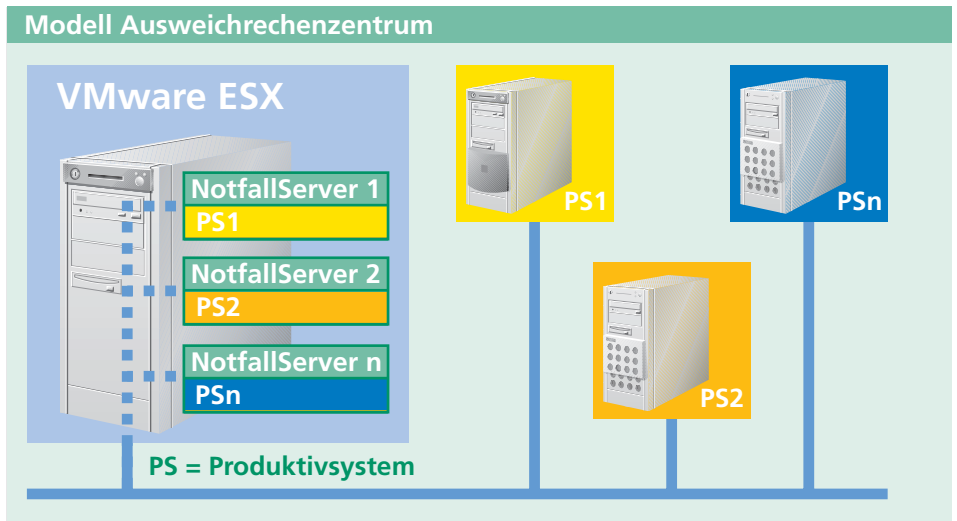 Modell Ausweichrechenzentrum
VMware ESX
NotfallServer 1
PS1
NotfallServer 2
PS2
NotfallServer n
PSn
PS = Produktivsystem
PS1
PSn
PS2